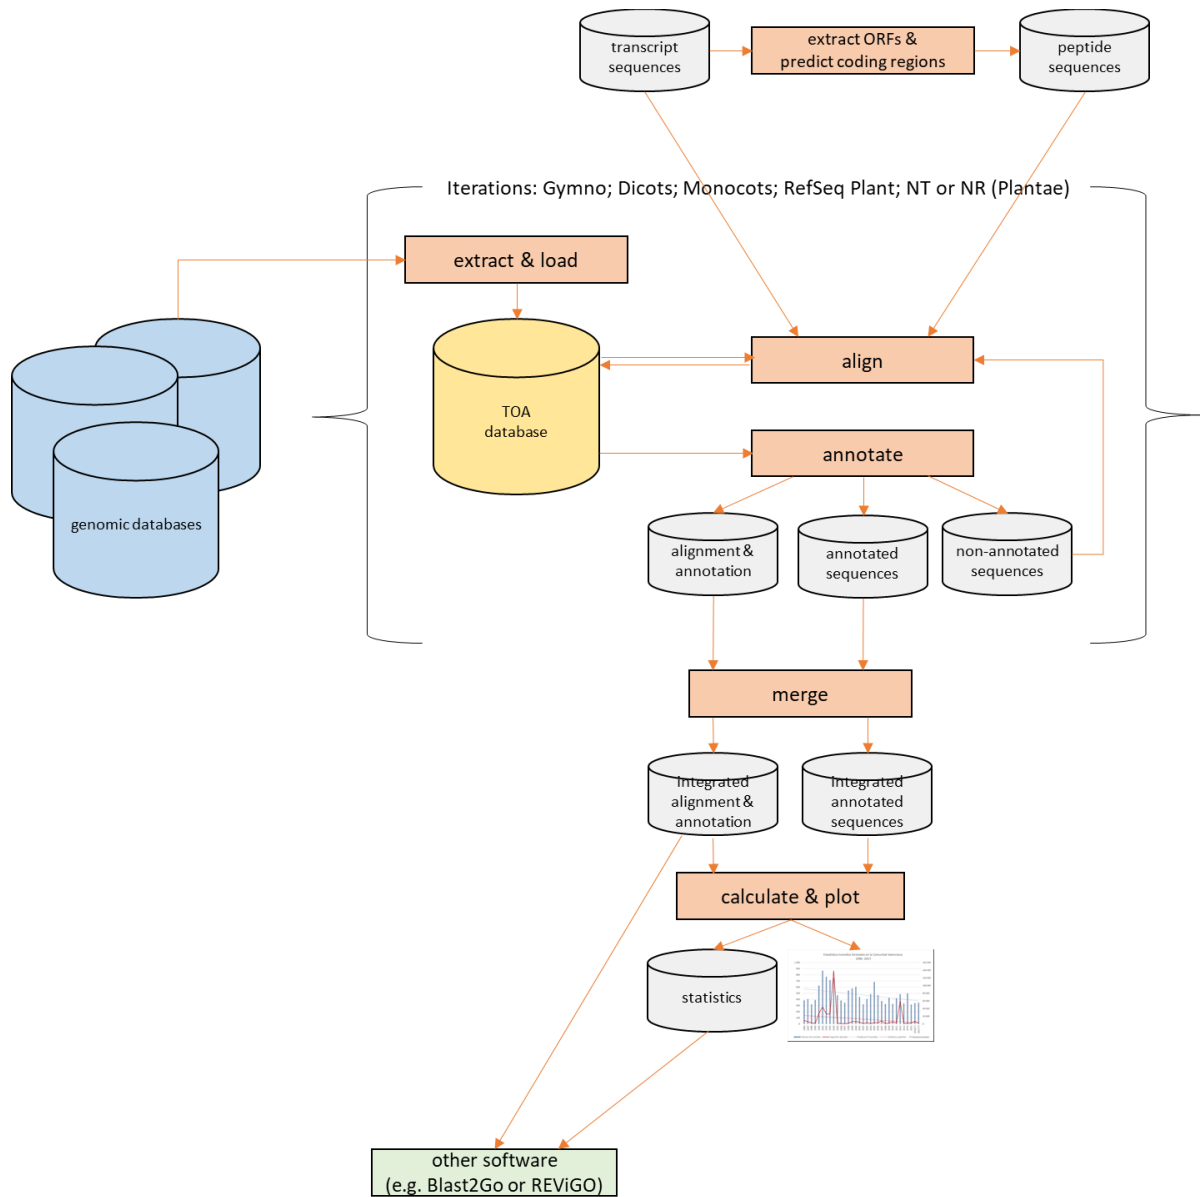 transcript
sequences
extract ORFs &
predict coding regions
peptide
sequences
Iterations: Gymno; Dicots; Monocots; RefSeq Plant; NT or NR (Plantae)
extract & load
align
TOA
database
annotate
genomic databases
alignment &
annotation
annotated
sequences
non-annotated
sequences
merge
integrated
alignment &
annotation
integrated
annotated
sequences
calculate & plot
statistics
other software
(e.g. Blast2Go or REViGO)